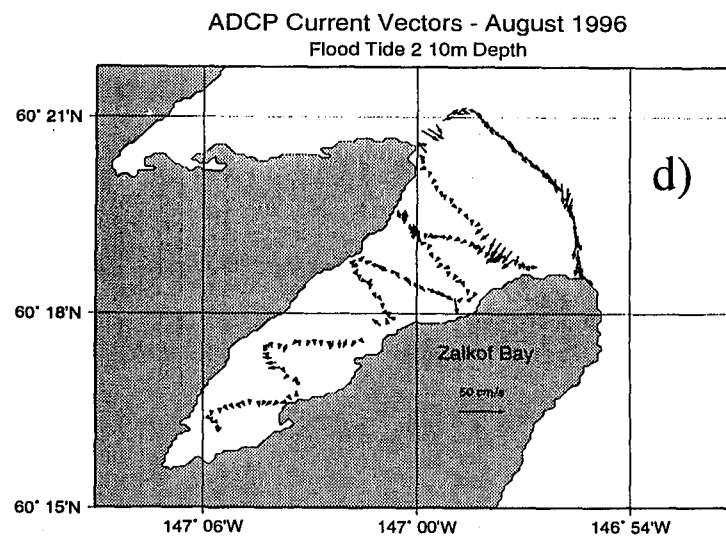 ADCP Current Vectors - August 1996
Flood Tide 2 10m Depth
60° 21'N
d)
60° 18'N
Zaikof Bay
50 cm/s
60° 15'N
147° 06'W
147° 00'W
146° 54'W